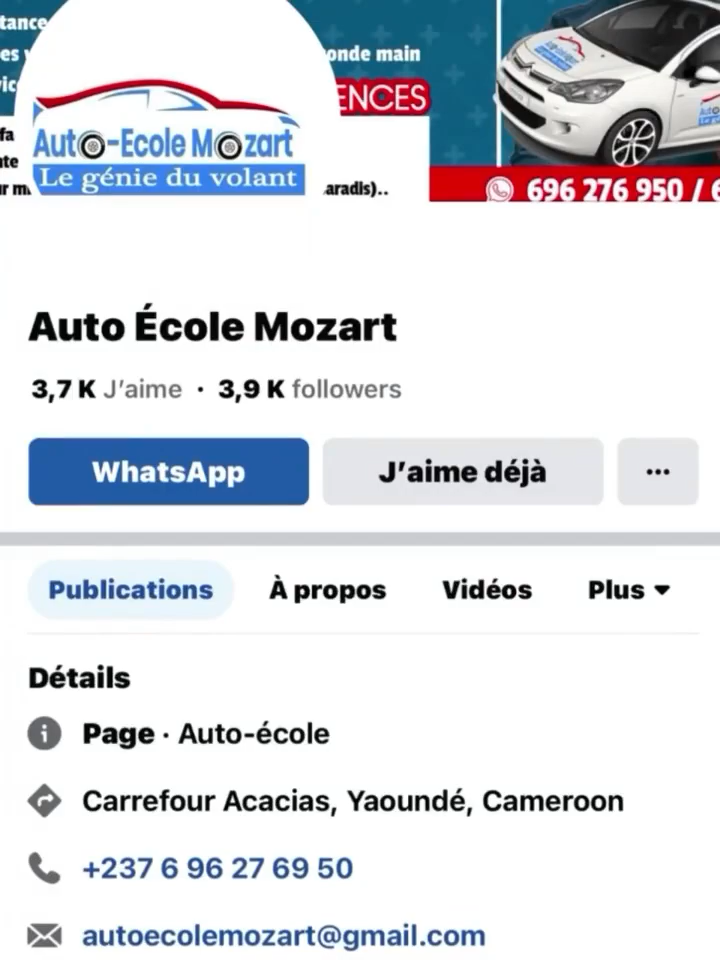 tance
onde main
ENCES
Auto-Ecole Mozart
Le génie du volant
aradis)..
696 276 950 / 6
Auto École Mozart
3,7 K J’aime · 3,9 K followers
WhatsApp
J’aime déjà
...
Publications
À propos
Vidéos
Plus
Détails
Page · Auto-école
Carrefour Acacias, Yaoundé, Cameroon
+237 6 96 27 69 50
autoecolemozart@gmail.com